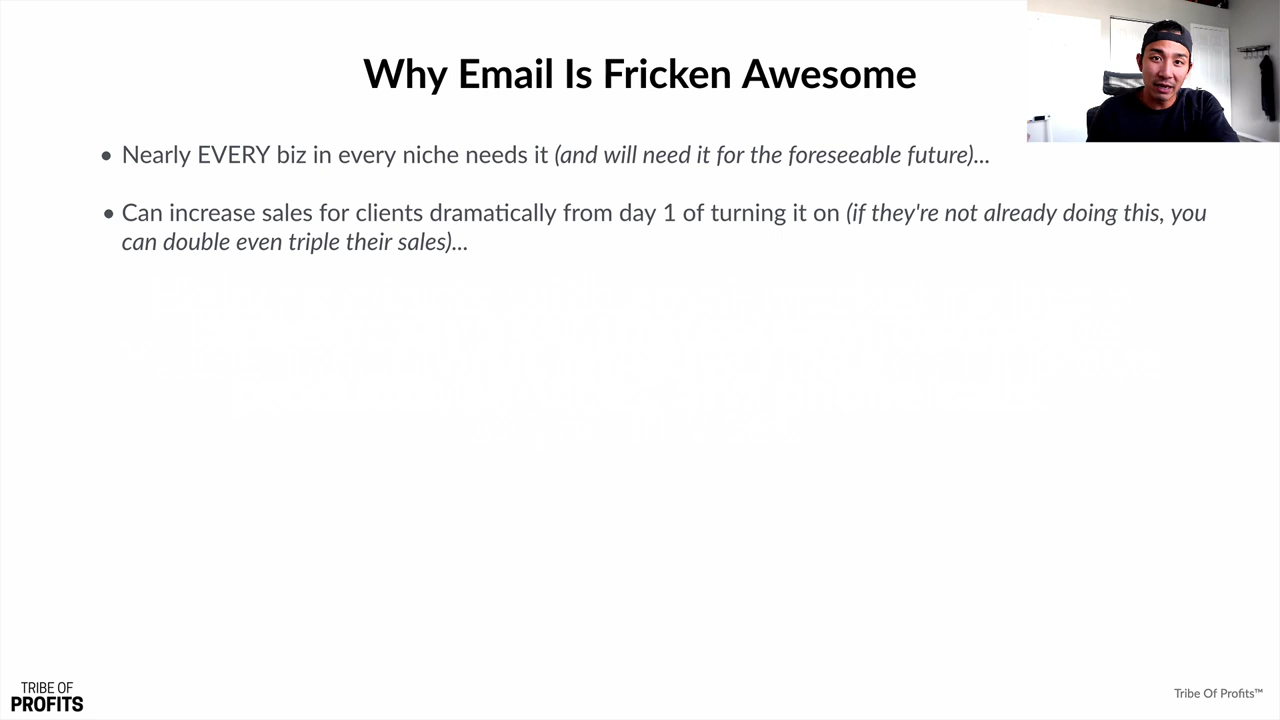 Why Email Is Fricken Awesome
• Nearly EVERY biz in every niche needs it (and will need it for the foreseeable future)...
• Can increase sales for clients dramatically from day 1 of turning it on (if they're not already doing this, you
can double even triple their sales)...
TRIBE OF
PROFITS
Tribe Of Profits™